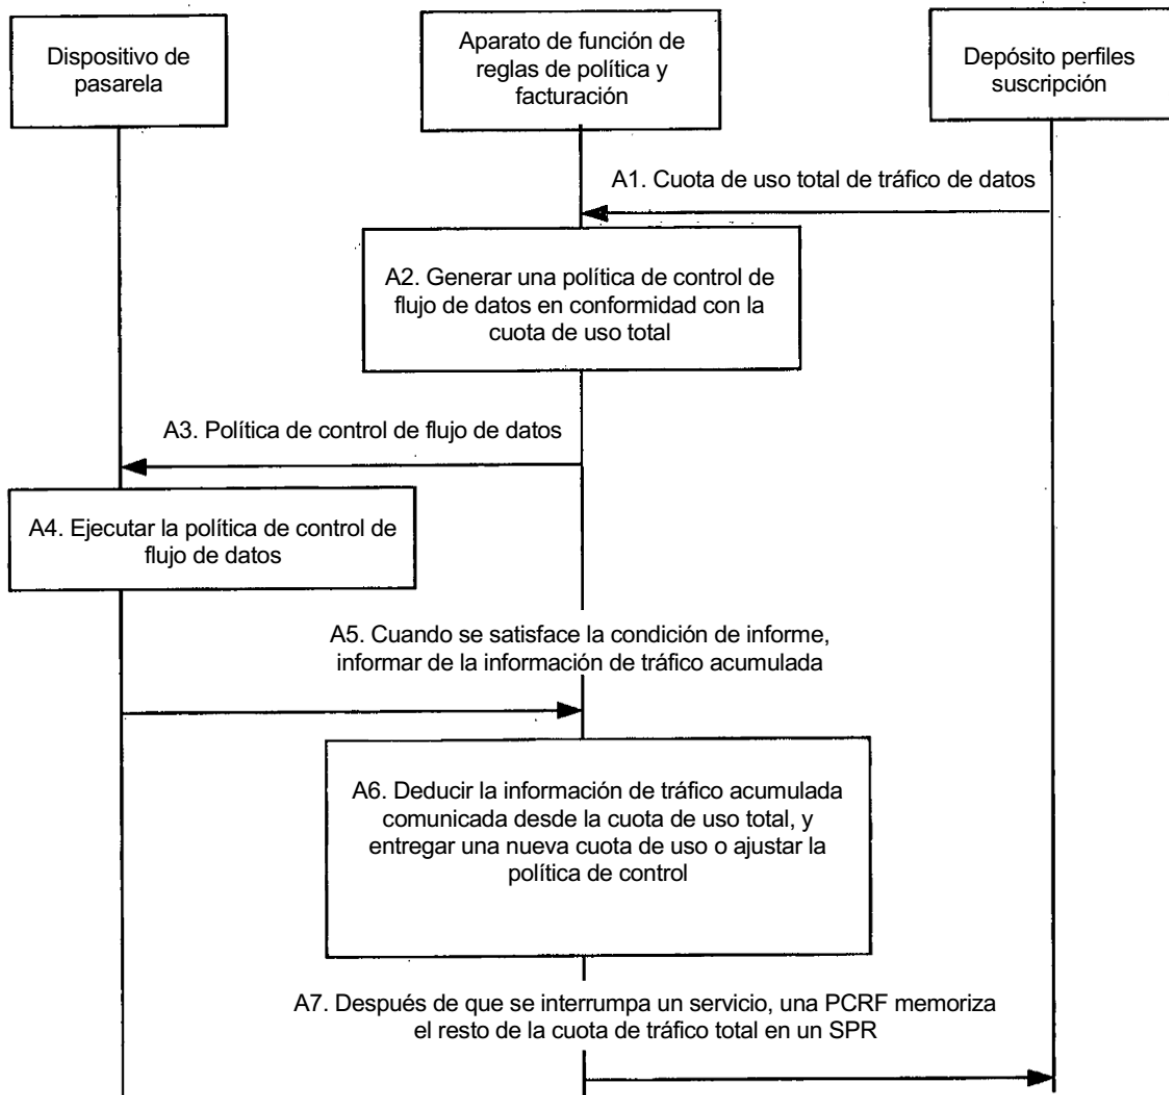 Dispositivo de
pasarela
Aparato de función de
reglas de política y
facturación
Depósito perfiles
suscripción
A1. Cuota de uso total de tráfico de datos
A2. Generar una política de control de
flujo de datos en conformidad con la
cuota de uso total
A3. Política de control de flujo de datos
A4. Ejecutar la política de control de
flujo de datos
A5. Cuando se satisface la condición de informe,
informar de la información de tráfico acumulada
A6. Deducir la información de tráfico acumulada
comunicada desde la cuota de uso total, y
entregar una nueva cuota de uso o ajustar la
política de control
A7. Después de que se interrumpa un servicio, una PCRF memoriza
el resto de la cuota de tráfico total en un SPR